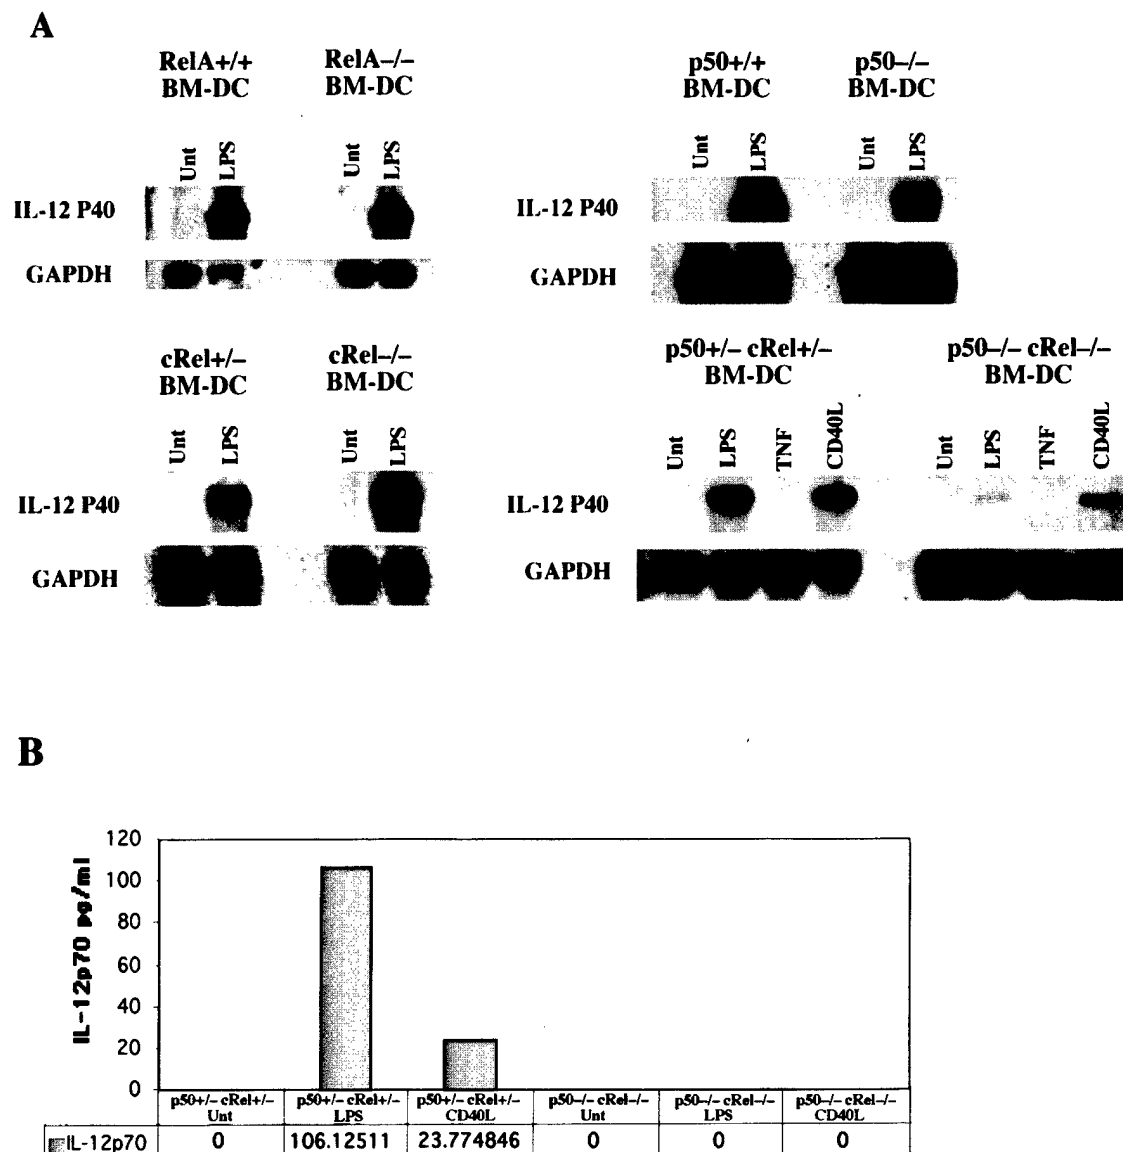 A
RelA+/+ RelA–/–
BM-DC BM-DC
p50+/+ p50–/–
BM-DC BM-DC
Unt LPS Unt LPS
Unt LPS Unt LPS
IL-12 P40
IL-12 P40
GAPDH
GAPDH
cRel+/– cRel–/–
BM-DC BM-DC
p50+/– cRel+/– p50–/– cRel–/–
BM-DC BM-DC
Unt LPS Unt LPS
Unt LPS TNF CD40L Unt LPS TNF CD40L
IL-12 P40
IL-12 P40
GAPDH
GAPDH
B
IL-12p70 pg/ml
120
100
80
60
40
20
0
p50+/– cRel+/– p50+/– cRel+/– p50+/– cRel+/– p50–/– cRel–/– p50–/– cRel–/– p50–/– cRel–/–
Unt LPS CD40L Unt LPS CD40L
IL-12p70 0 106.12511 23.774846 0 0 0